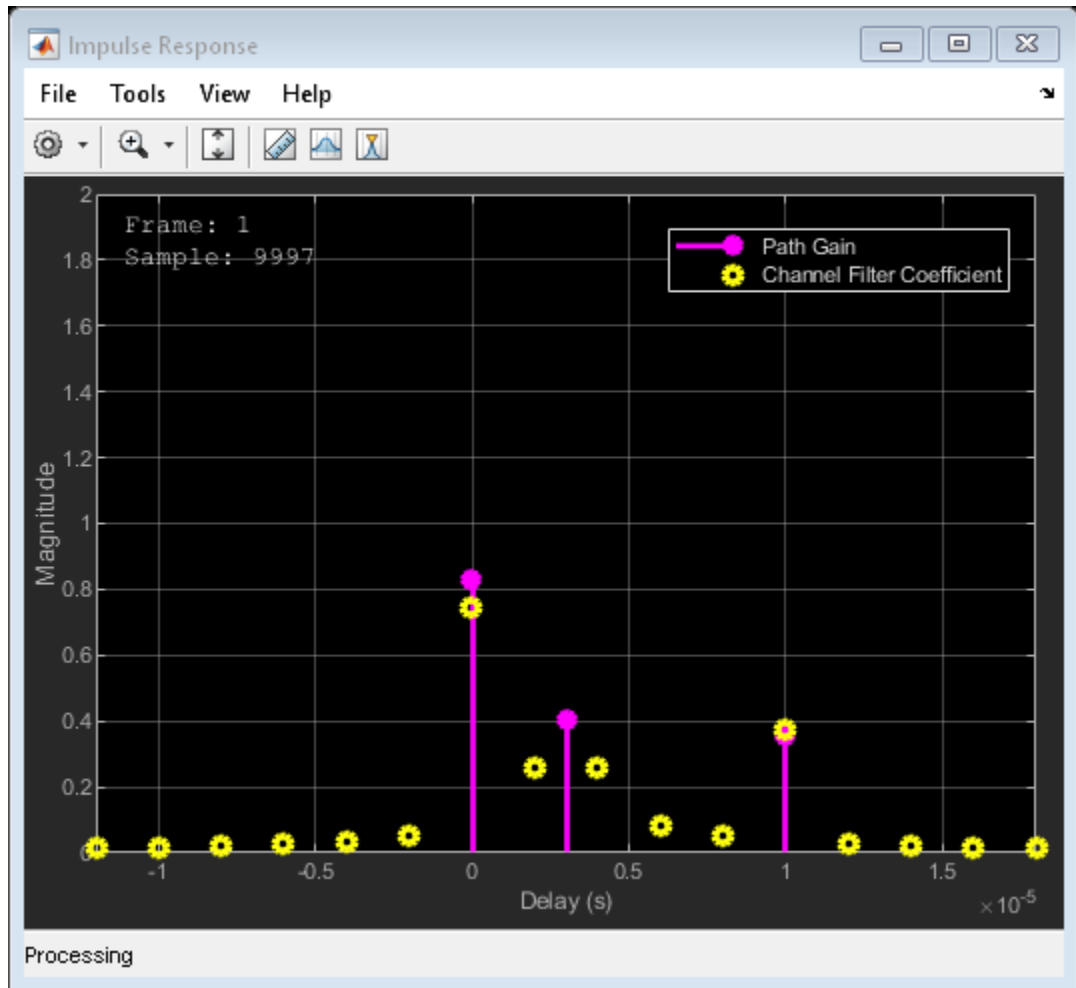 Impulse Response
File Tools View Help
Frame: 1
Sample: 9997
Path Gain
Channel Filter Coefficient
2
1.8
1.6
1.4
1.2
1
0.8
0.6
0.4
0.2
0
Magnitude
-1 -0.5 0 0.5 1 1.5
Delay (s)
×10⁻⁵
Processing